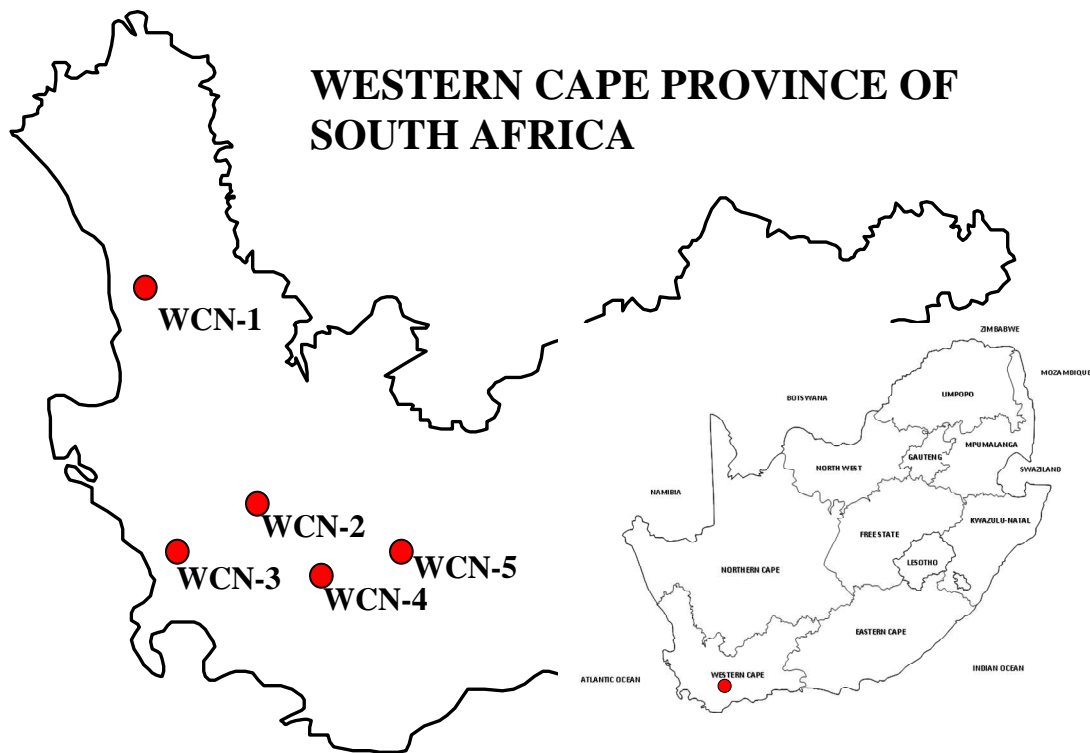 WESTERN CAPE PROVINCE OF
SOUTH AFRICA
WCN-1
WCN-2
WCN-3
WCN-4
WCN-5
ZIMBABWE
MOZAMBIQUE
BOTSWANA
LIMPOPO
MPUMALANGA
GAUTENG
NORTH WEST
SWAZILAND
NAMIBIA
KWAZULU-NATAL
FREE STATE
LESOTHO
NORTHERN CAPE
EASTERN CAPE
INDIAN OCEAN
WESTERN CAPE
ATLANTIC OCEAN